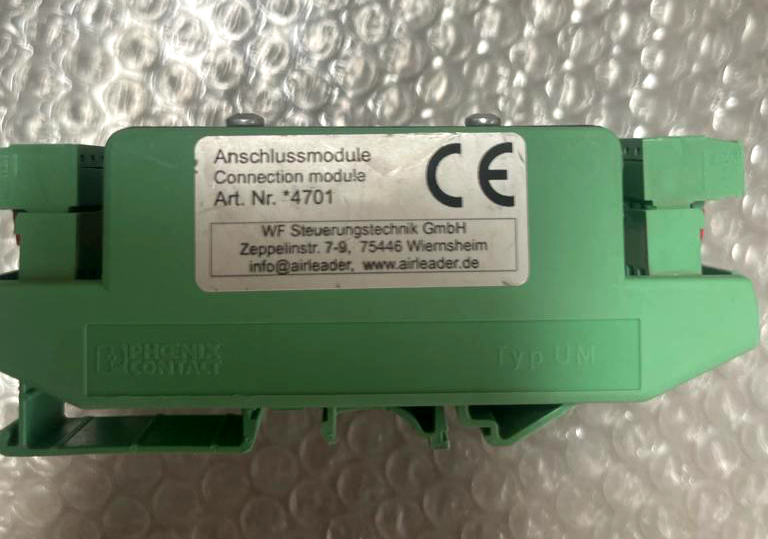 Anschlussmodule
Connection module
Art. Nr. *4701
CE
WF Steuerungstechnik GmbH
Zeppelinstr. 7-9, 75446 Wiernsheim
info@airleader, www.airleader.de
PHŒNIX
CONTACT
Typ UM